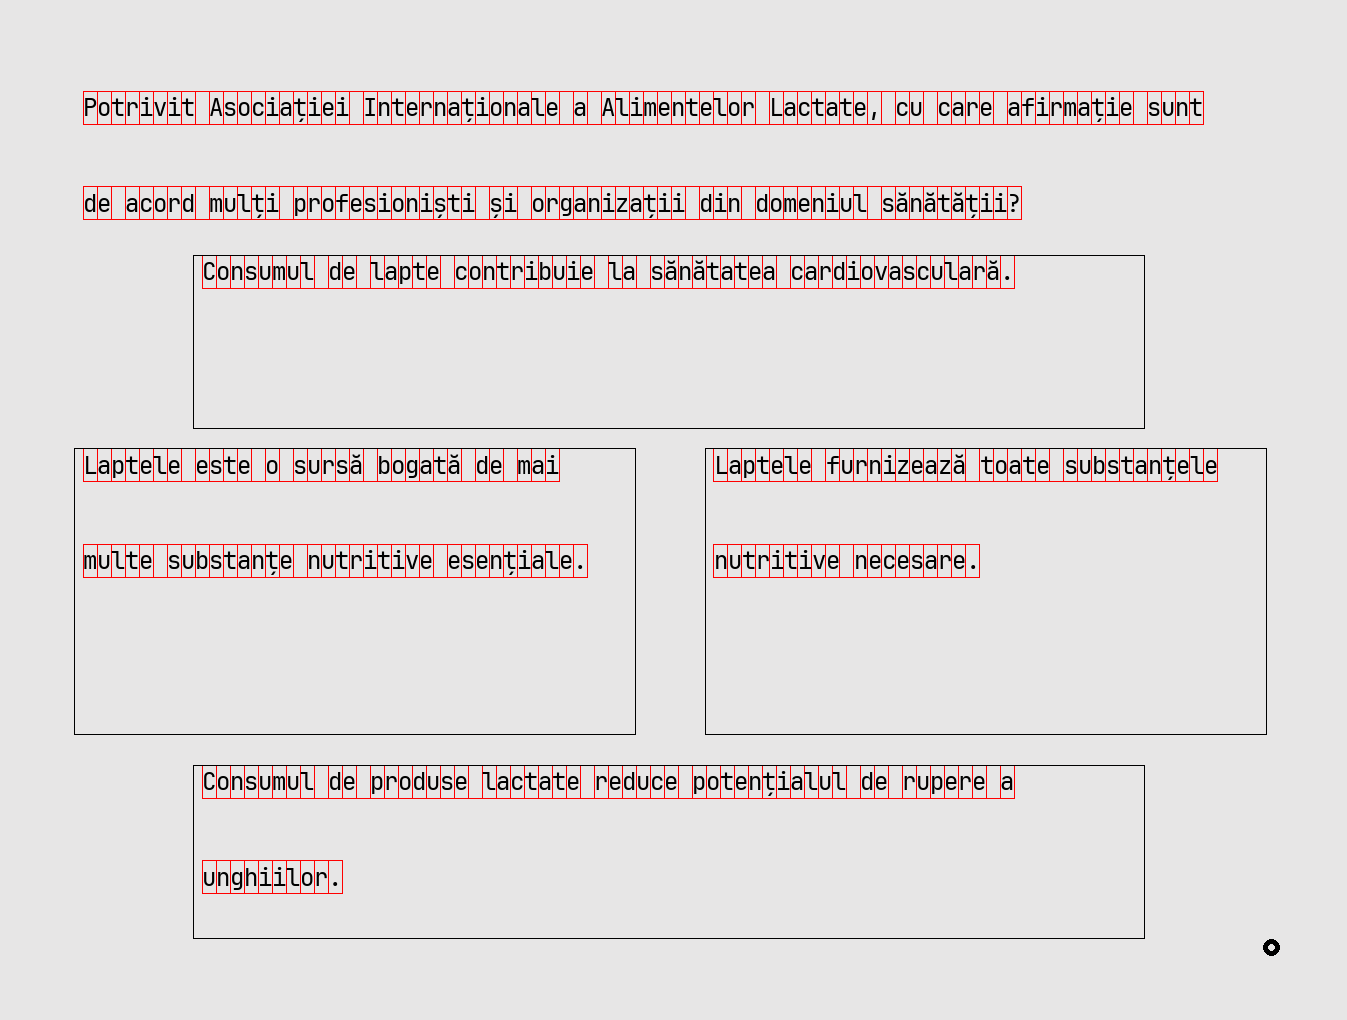 Potrivit Asociației Internaționale a Alimentelor Lactate, cu care afirmație sunt
de acord mulți profesioniști și organizații din domeniul sănătății?
Consumul de lapte contribuie la sănătatea cardiovasculară.
Laptele este o sursă bogată de mai
multe substanțe nutritive esențiale.
Laptele furnizează toate substanțele
nutritive necesare.
Consumul de produse lactate reduce potențialul de rupere a
unghiilor.